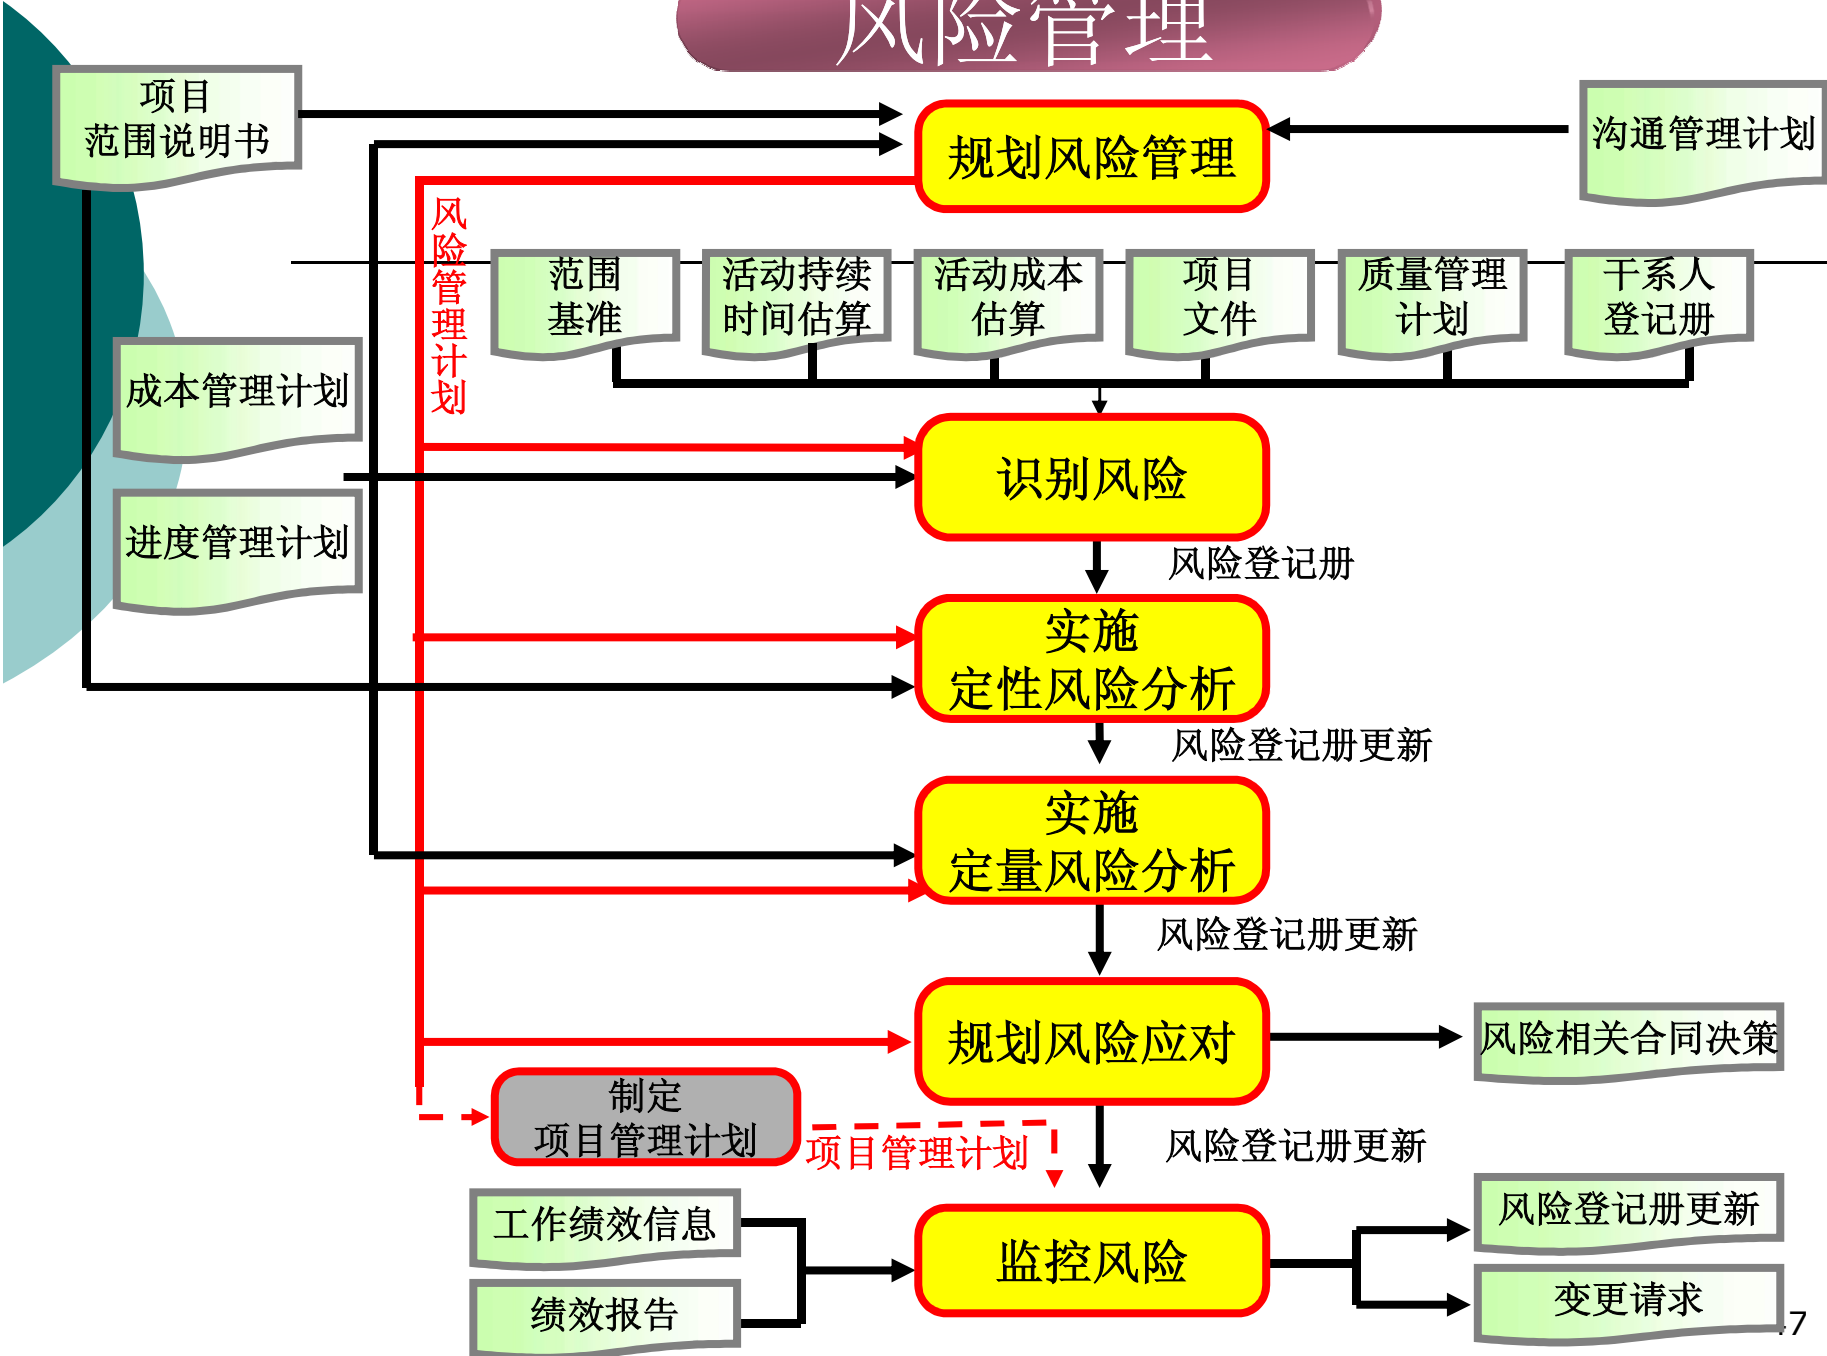 风险管理
项目
范围说明书
规划风险管理
沟通管理计划
风险管理计划
范围
基准
活动持续
时间估算
活动成本
估算
项目
文件
质量管理
计划
干系人
登记册
成本管理计划
识别风险
进度管理计划
风险登记册
实施
定性风险分析
风险登记册更新
实施
定量风险分析
风险登记册更新
规划风险应对
风险相关合同决策
制定
项目管理计划
项目管理计划
风险登记册更新
工作绩效信息
监控风险
风险登记册更新
绩效报告
变更请求